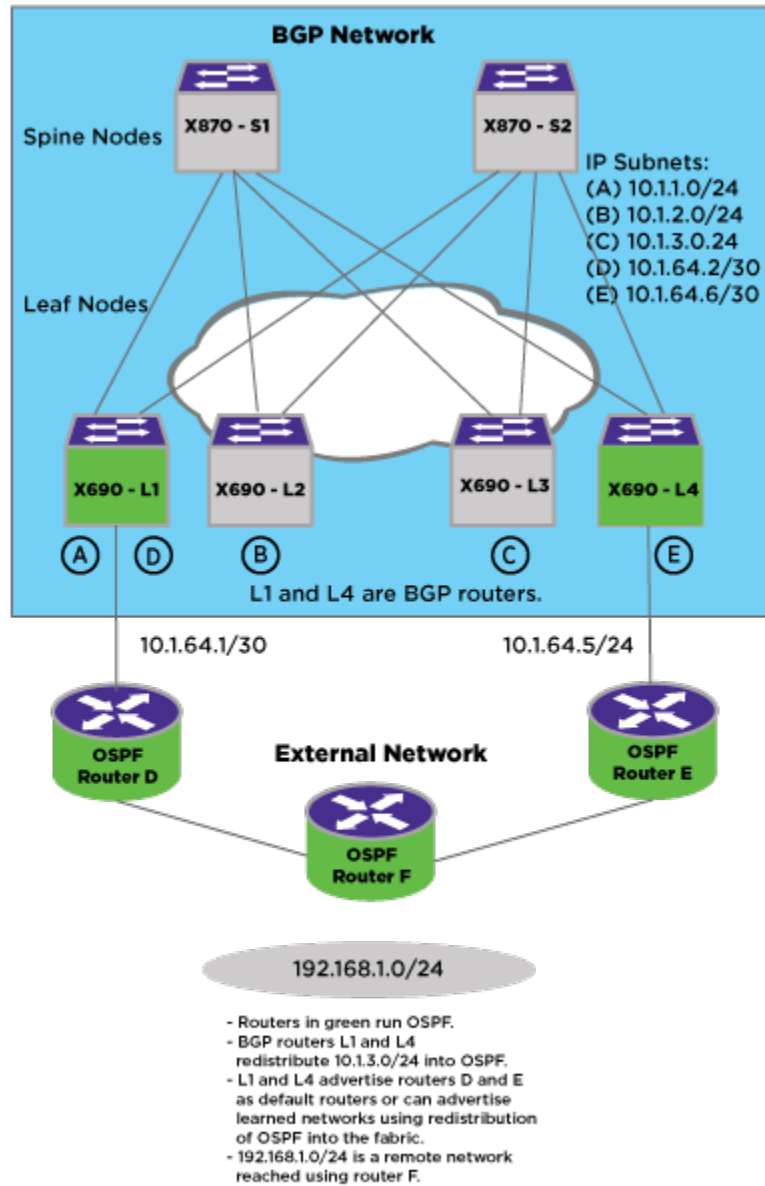 BGP Network
X870 - S1
X870 - S2
Spine Nodes
IP Subnets:
(A) 10.1.1.0/24
(B) 10.1.2.0/24
(C) 10.1.3.0.24
(D) 10.1.64.2/30
(E) 10.1.64.6/30
Leaf Nodes
X690 - L1
X690 - L2
X690 - L3
X690 - L4
A
D
B
C
E
L1 and L4 are BGP routers.
10.1.64.1/30
10.1.64.5/24
OSPF
Router D
External Network
OSPF
Router E
OSPF
Router F
192.168.1.0/24
- Routers in green run OSPF.
- BGP routers L1 and L4
redistribute 10.1.3.0/24 into OSPF.
- L1 and L4 advertise routers D and E
as default routers or can advertise
learned networks using redistribution
of OSPF into the fabric.
- 192.168.1.0/24 is a remote network
reached using router F.